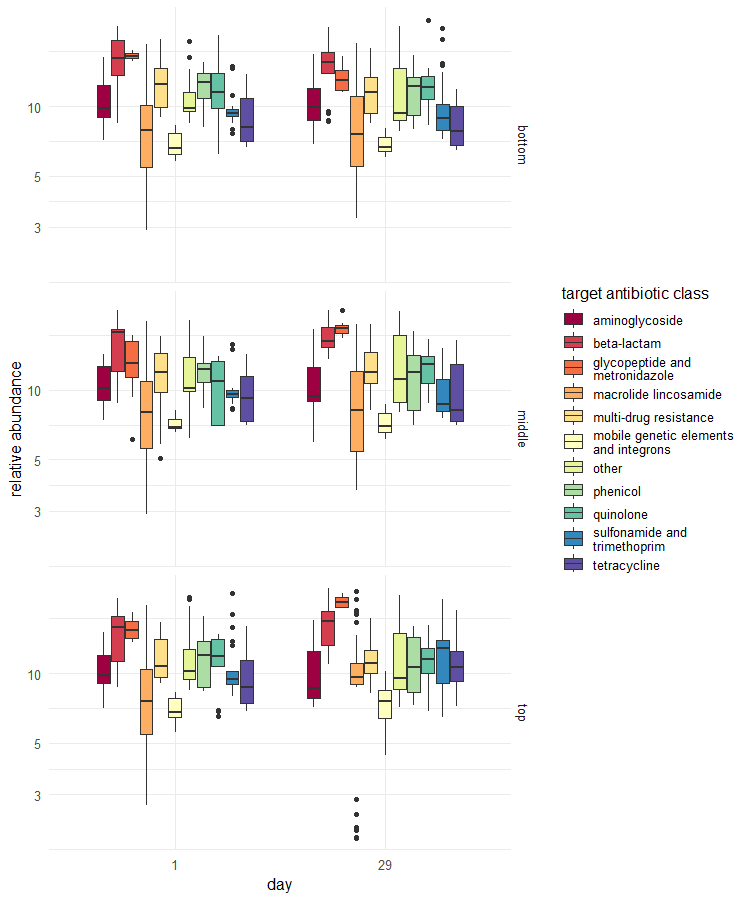 10
5
3
bottom
10
5
3
middle
10
5
3
top
1
29
day
relative abundance
target antibiotic class
aminoglycoside
beta-lactam
glycopeptide and
metronidazole
macrolide lincosamide
multi-drug resistance
mobile genetic elements
and integrons
other
phenicol
quinolone
sulfonamide and
trimethoprim
tetracycline